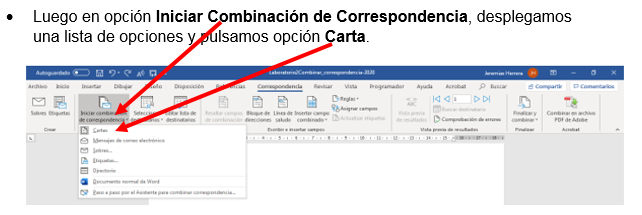 • Luego en opción Iniciar Combinación de Correspondencia, desplegamos
una lista de opciones y pulsamos opción Carta.
Autoguardado Laboratorio2Combinar_correspondencia-2020 Jeremias Herrera JH
Archivo Inicio Insertar Dibujar Diseño Disposición Referencias Correspondencia Revisar Vista Programador Ayuda Acrobat Buscar Compartir Comentarios
Sobres Etiquetas Iniciar combinación Seleccionar Editar lista de Insertar campos Bloque de Línea de Insertar campo Reglas Vista previa 1 Finalizar y Combinar en archivo
de correspondencia destinatarios destinatarios de combinación direcciones saludo combinado Asignar campos de resultados Buscar destinatario combinar PDF de Adobe
Actualizar etiquetas Comprobación de errores
Crear Escribir e insertar campos Vista previa de resultados Finalizar Acrobat
Cartas
Mensajes de correo electrónico
Sobres...
Etiquetas...
Directorio
Documento normal de Word
Paso a paso por el Asistente para combinar correspondencia...